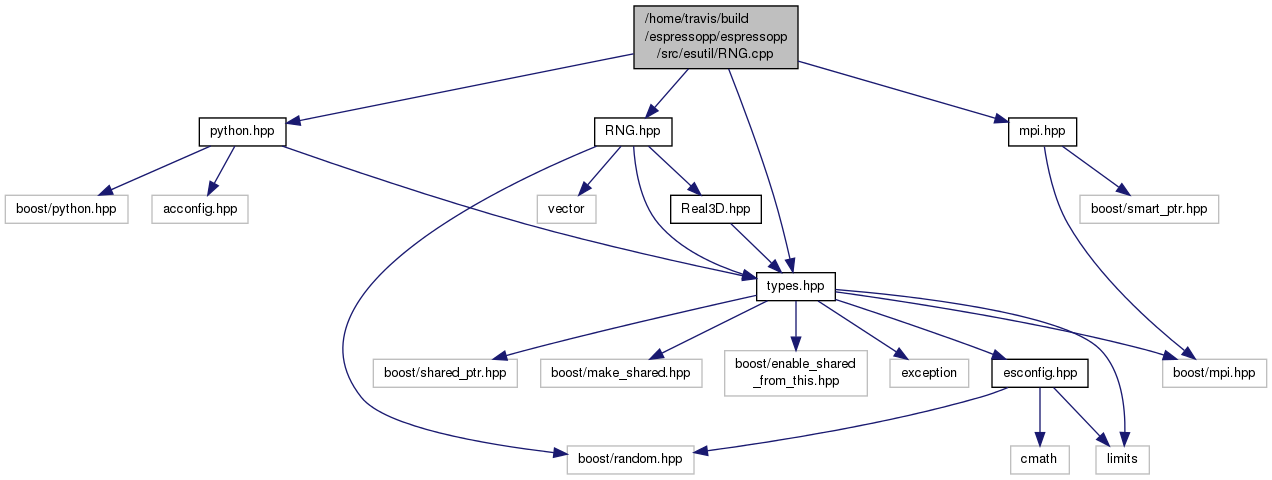 /home/travis/build
/espressopp/espressopp
/src/esutil/RNG.cpp
python.hpp
RNG.hpp
mpi.hpp
boost/python.hpp
acconfig.hpp
vector
Real3D.hpp
boost/smart_ptr.hpp
types.hpp
boost/shared_ptr.hpp
boost/make_shared.hpp
boost/enable_shared
_from_this.hpp
exception
esconfig.hpp
boost/mpi.hpp
boost/random.hpp
cmath
limits